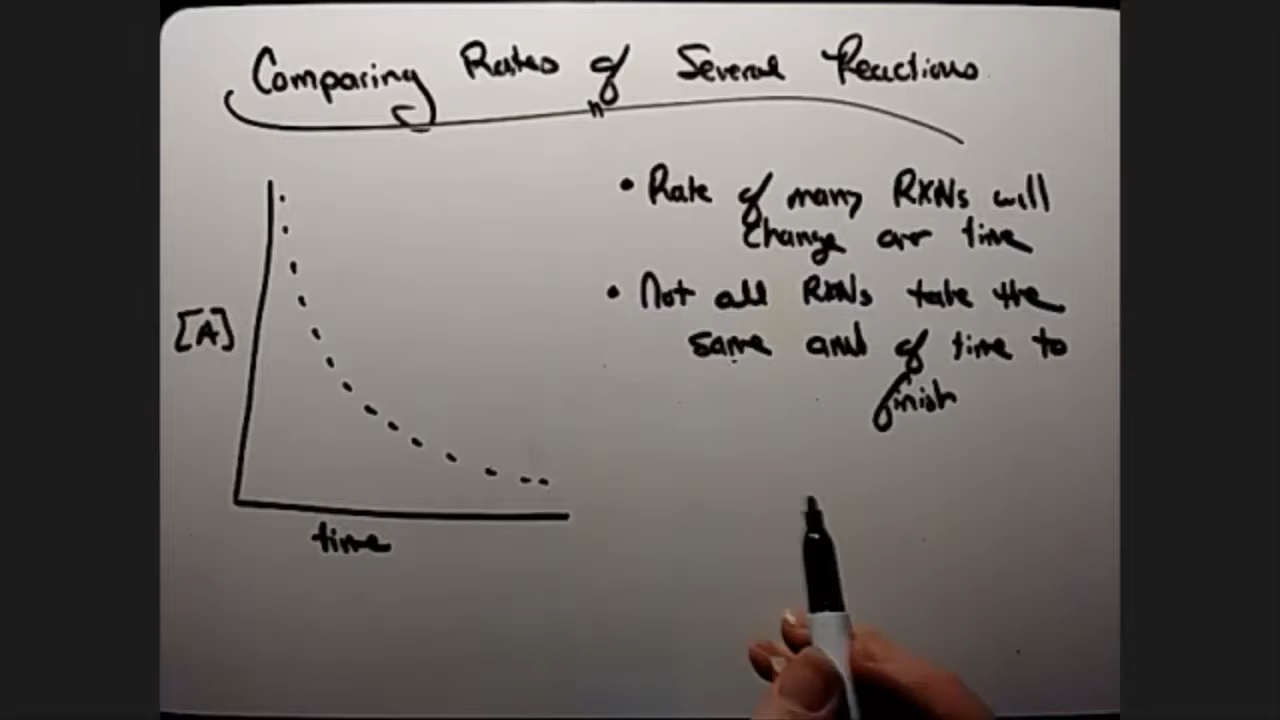 Comparing Rates of Several Reactions
• Rate of many RXNs will
change over time
• Not all RXNs take the
same amt of time to
finish
[A]
time